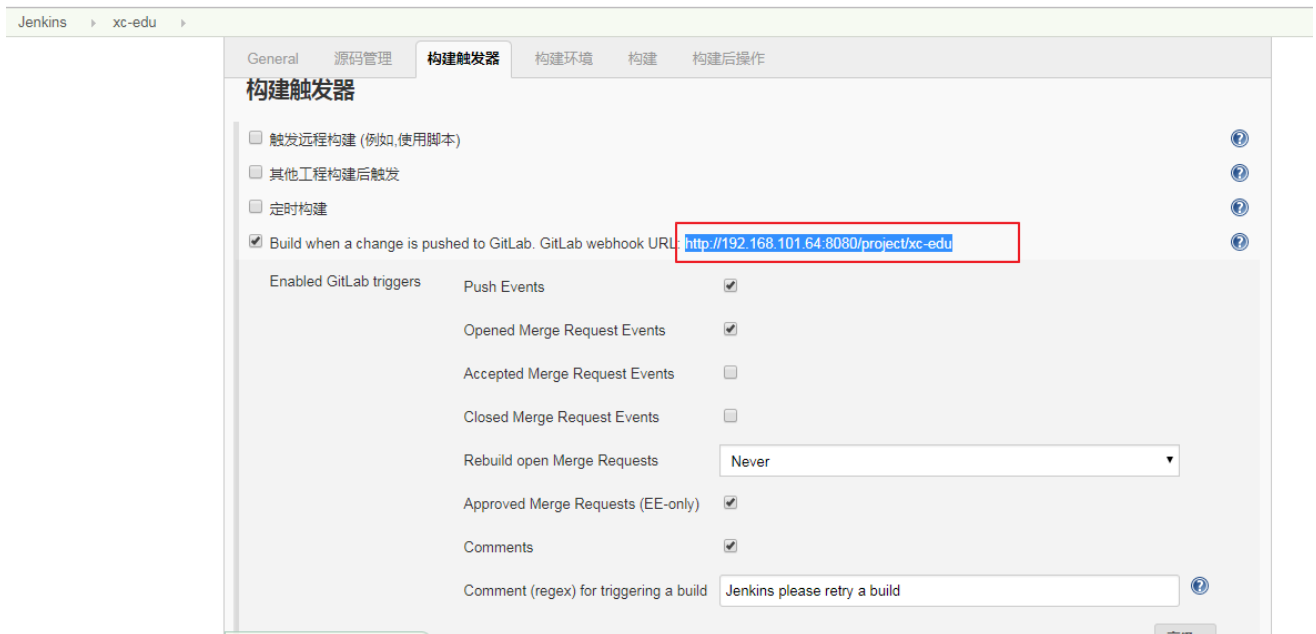 Jenkins xc-edu
General 源码管理 构建触发器 构建环境 构建 构建后操作
构建触发器
触发远程构建 (例如,使用脚本)
其他工程构建后触发
定时构建
Build when a change is pushed to GitLab. GitLab webhook URL: http://192.168.101.64:8080/project/xc-edu
Enabled GitLab triggers Push Events
Opened Merge Request Events
Accepted Merge Request Events
Closed Merge Request Events
Rebuild open Merge Requests Never
Approved Merge Requests (EE-only)
Comments
Comment (regex) for triggering a build Jenkins please retry a build